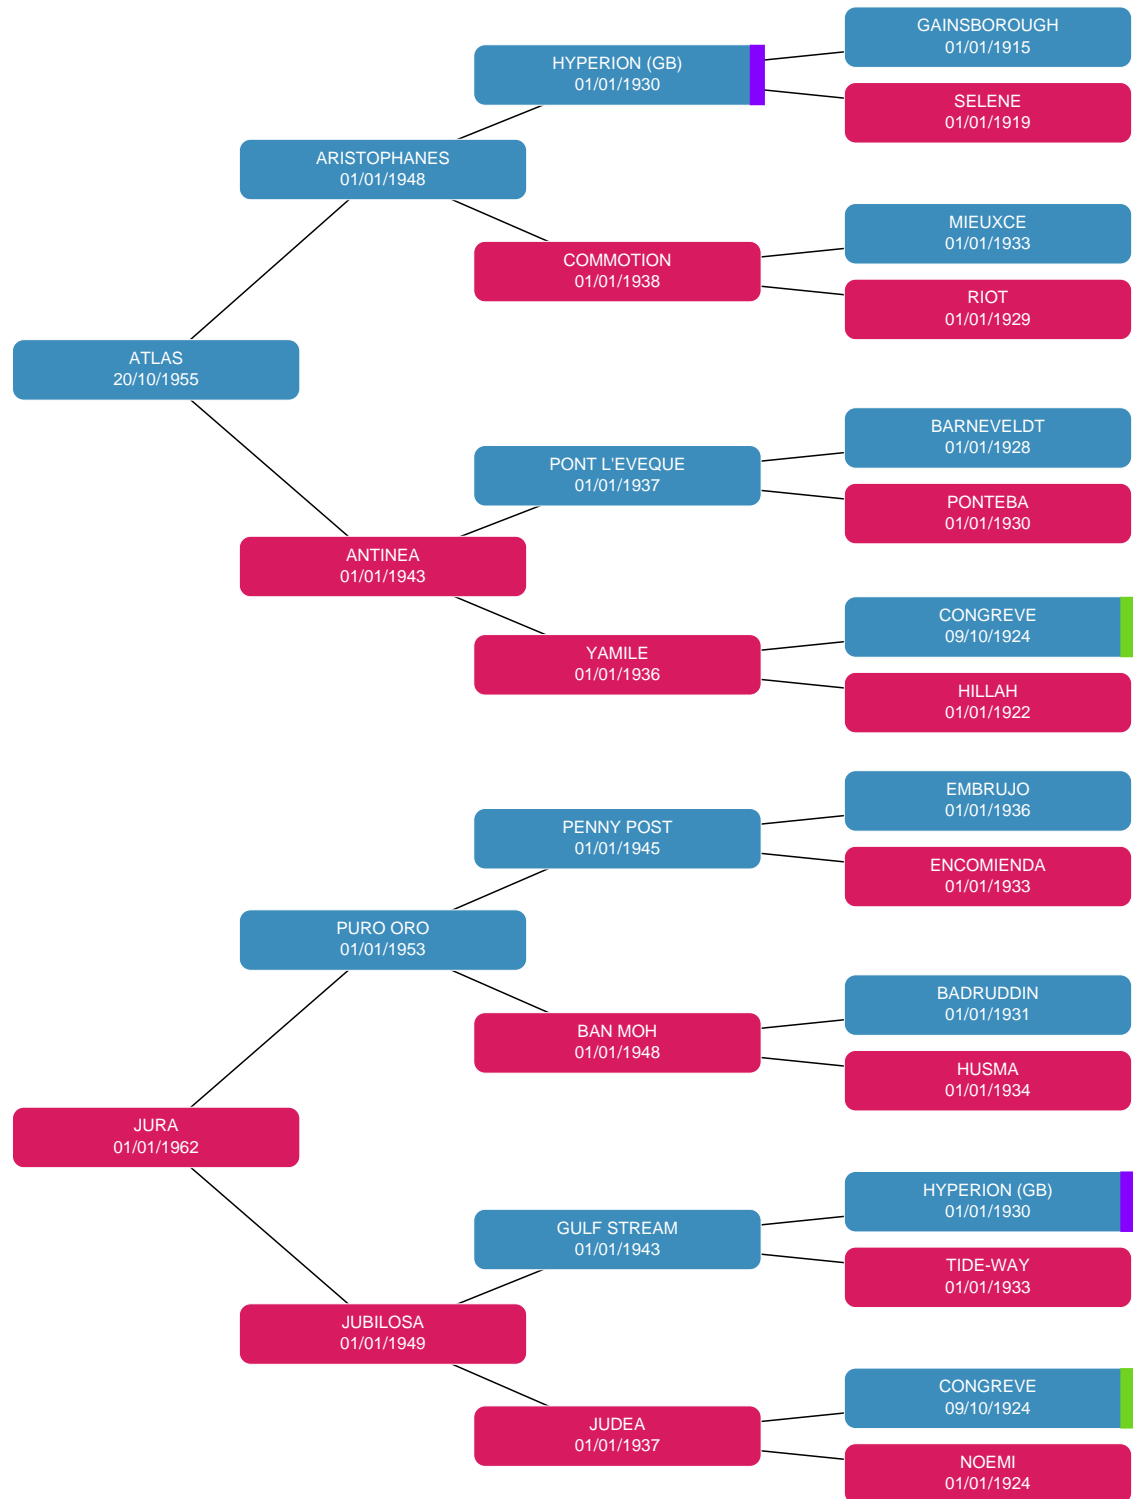 GAINSBOROUGH
01/01/1915
HYPERION (GB)
01/01/1930
SELENE
01/01/1919
ARISTOPHANES
01/01/1948
MIEUXCE
01/01/1933
COMMOTION
01/01/1938
RIOT
01/01/1929
ATLAS
20/10/1955
BARNEVELDT
01/01/1928
PONT L'EVEQUE
01/01/1937
PONTEBA
01/01/1930
ANTINEA
01/01/1943
CONGREVE
09/10/1924
YAMILE
01/01/1936
HILLAH
01/01/1922
EMBRUJO
01/01/1936
PENNY POST
01/01/1945
ENCOMIENDA
01/01/1933
PURO ORO
01/01/1953
BADRUDDIN
01/01/1931
BAN MOH
01/01/1948
HUSMA
01/01/1934
JURA
01/01/1962
HYPERION (GB)
01/01/1930
GULF STREAM
01/01/1943
TIDE-WAY
01/01/1933
JUBILOSA
01/01/1949
CONGREVE
09/10/1924
JUDEA
01/01/1937
NOEMI
01/01/1924